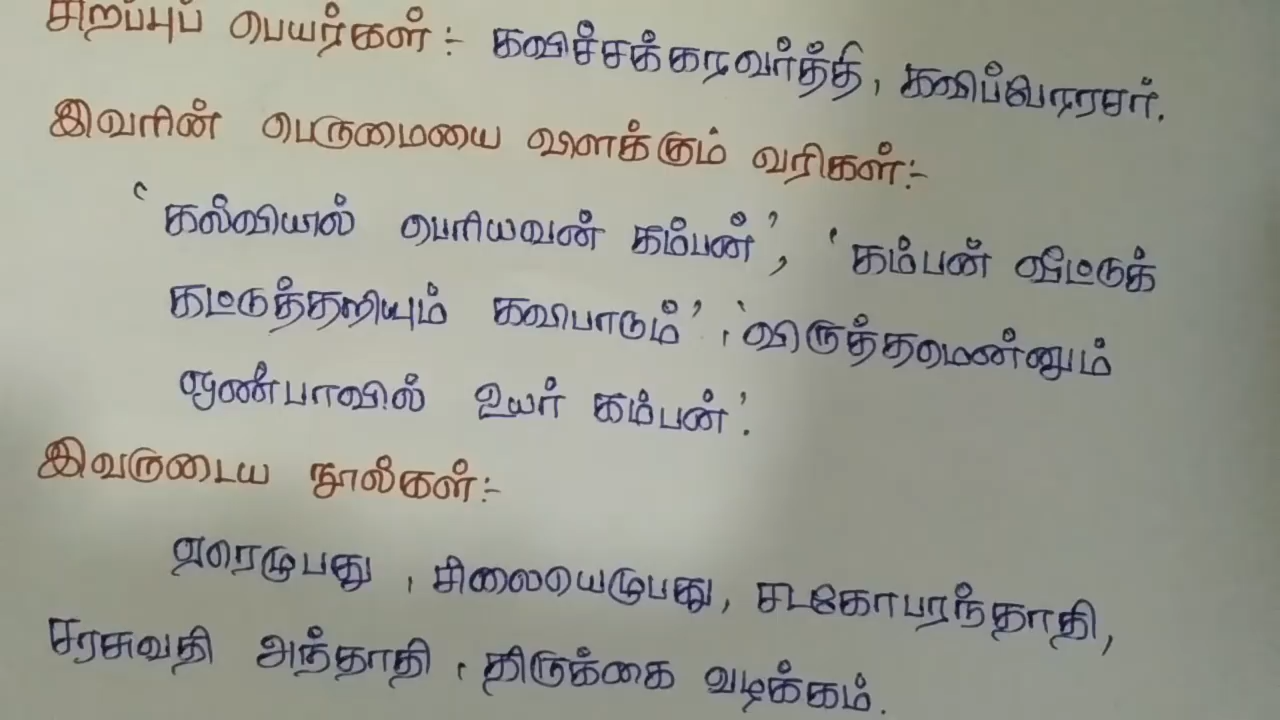 சிறப்புப் பெயர்கள் :- கவிச்சக்கரவர்த்தி, கவிப்பேரரசர்.
இவரின் பெருமையை விளக்கும் வரிகள்:-
'கல்வியில் பெரியவன் கம்பன்', 'கம்பன் வீட்டுக்
கட்டுத்தறியும் கவிபாடும்', 'விருத்தமென்னும்
ஒண்பாவில் உயர் கம்பன்'.
இவருடைய நூல்கள்:-
ஏரெழுபது, சிலையெழுபது, சடகோபரந்தாதி,
சரசுவதி அந்தாதி, திருக்கை வழக்கம்.